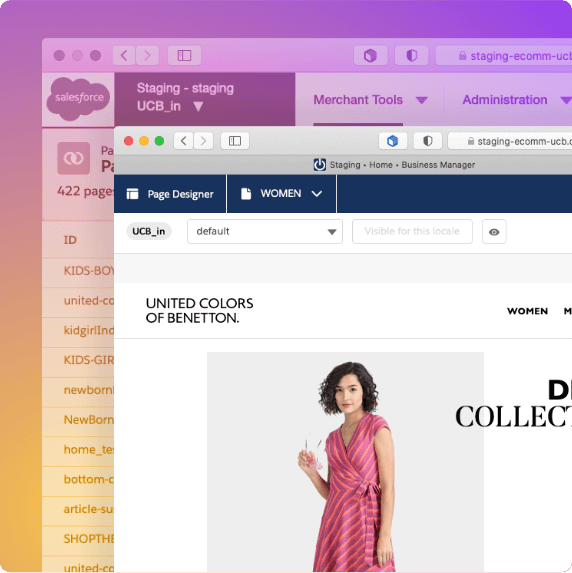 staging-ecomm-ucb
salesforce
Staging - staging
UCB_in
Merchant Tools
Administration
staging-ecomm-ucb.c
Staging • Home • Business Manager
Pa
Pa
422 pages
Page Designer
WOMEN
UCB_in
default
Visible for this locale
ID
KIDS-BOY
united-co
kidgirlInd
KIDS-GIR
newbornI
NewBorn
home_tes
bottom-c
article-su
SHOPTHE
united-co
UNITED COLORS
OF BENETTON.
WOMEN
M
COLLECT